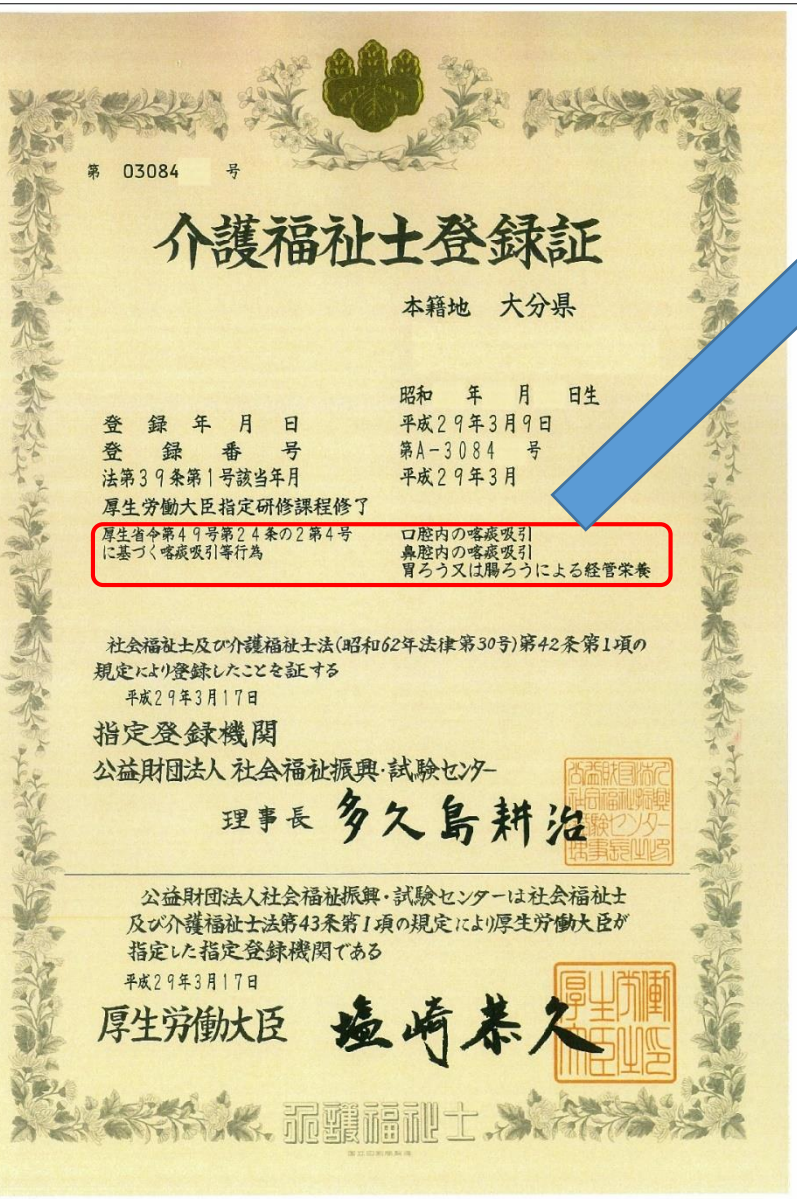 第 03084 号
介護福祉士登録証
本籍地 大分県
昭和 年 月 日生
登録年月日 平成29年3月9日
登録番号 第A-3084 号
法第39条第1号該当年月 平成29年3月
厚生労働大臣指定研修課程修了
厚生省令第49号第24条の2第4号 口腔内の喀痰吸引
に基づく喀痰吸引等行為 鼻腔内の喀痰吸引
胃ろう又は腸ろうによる経管栄養
社会福祉士及び介護福祉士法(昭和62年法律第30号)第42条第1項の
規定により登録したことを証する
平成29年3月17日
指定登録機関
公益財団法人 社会福祉振興・試験センター
理事長 多久島耕治
公益財団法人社会福祉振興・試験センターは社会福祉士
及び介護福祉士法第43条第1項の規定により厚生労働大臣が
指定した指定登録機関である
平成29年3月17日
厚生労働大臣 塩崎恭久
厚生労働大臣之印
介護福祉士